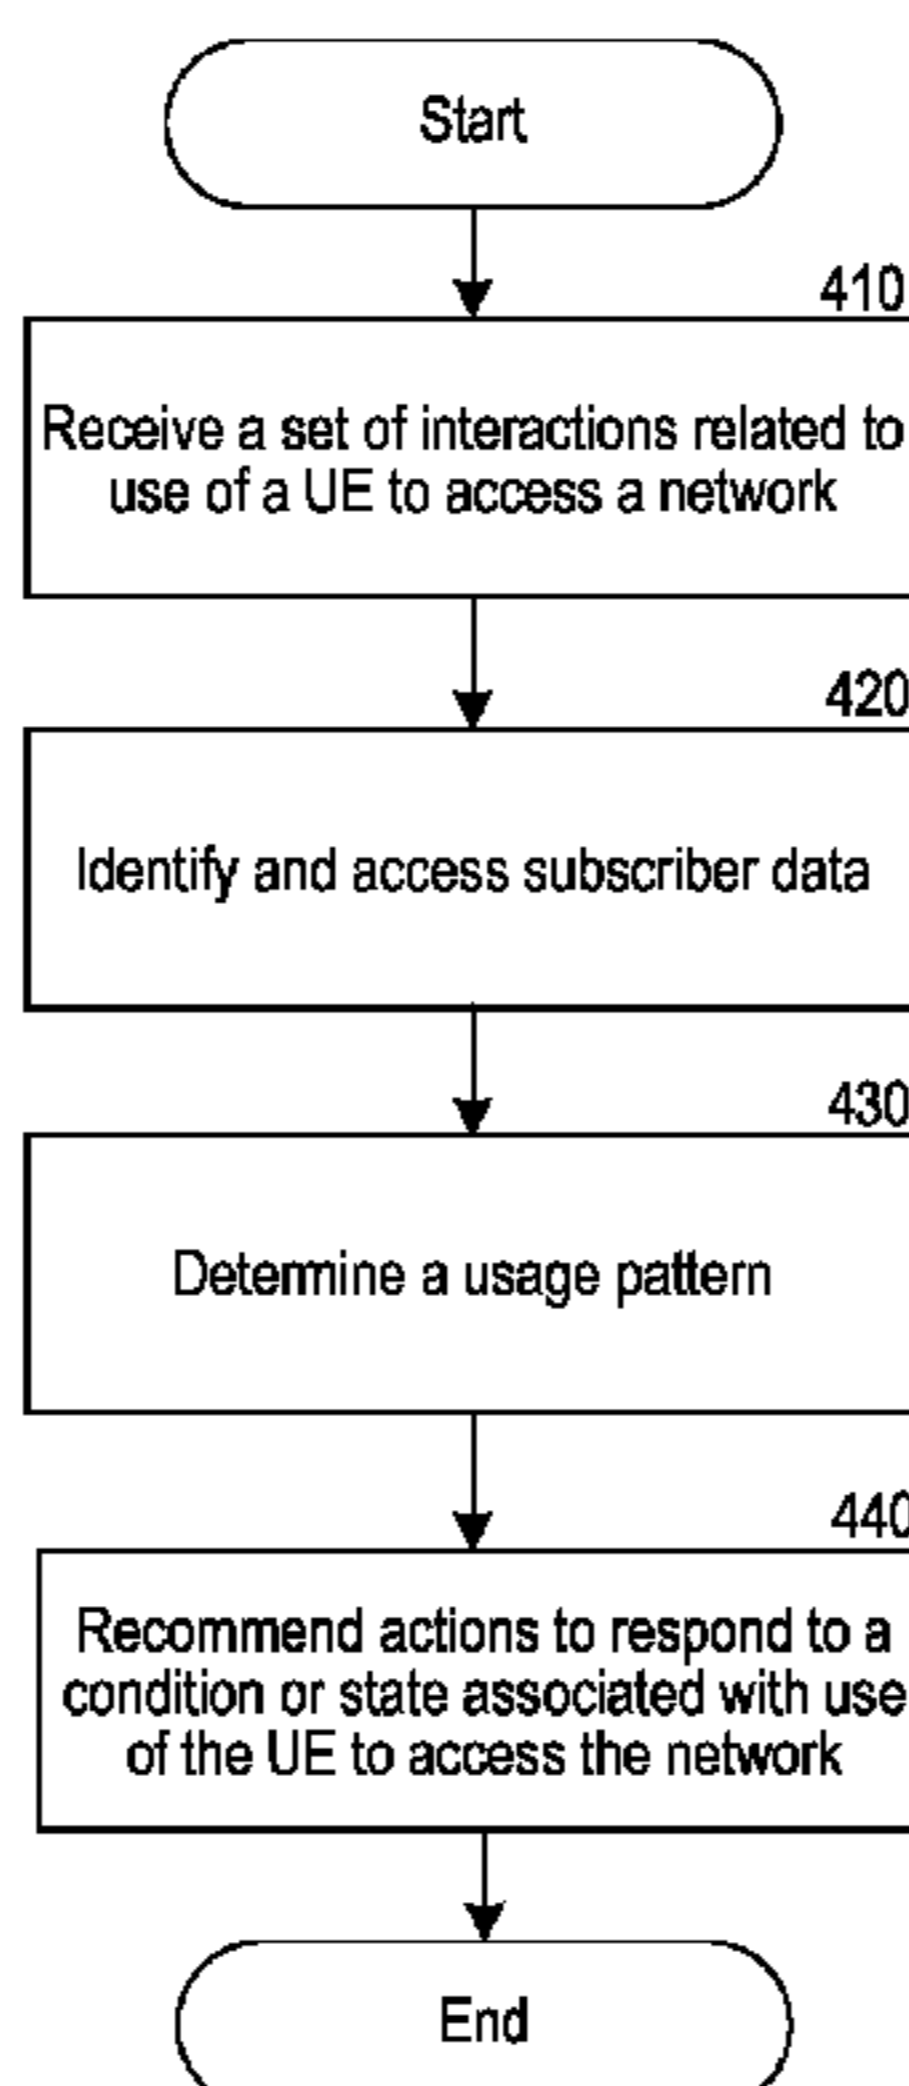 Start
410
Receive a set of interactions related to
use of a UE to access a network
420
Identify and access subscriber data
430
Determine a usage pattern
440
Recommend actions to respond to a
condition or state associated with use
of the UE to access the network
End